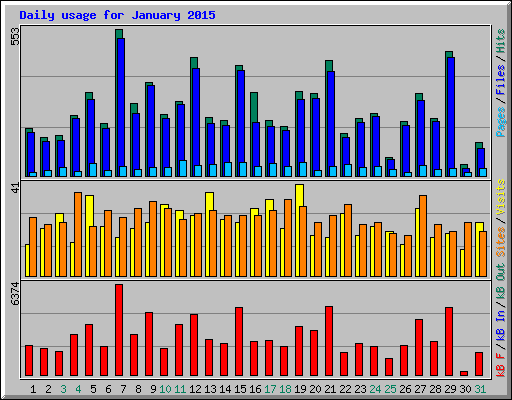 Daily usage for January 2015
553
Pages / Files / Hits
41
Sites / Visits
6374
kB F / kB In / kB Out
1 2 3 4 5 6 7 8 9 10 11 12 13 14 15 16 17 18 19 20 21 22 23 24 25 26 27 28 29 30 31